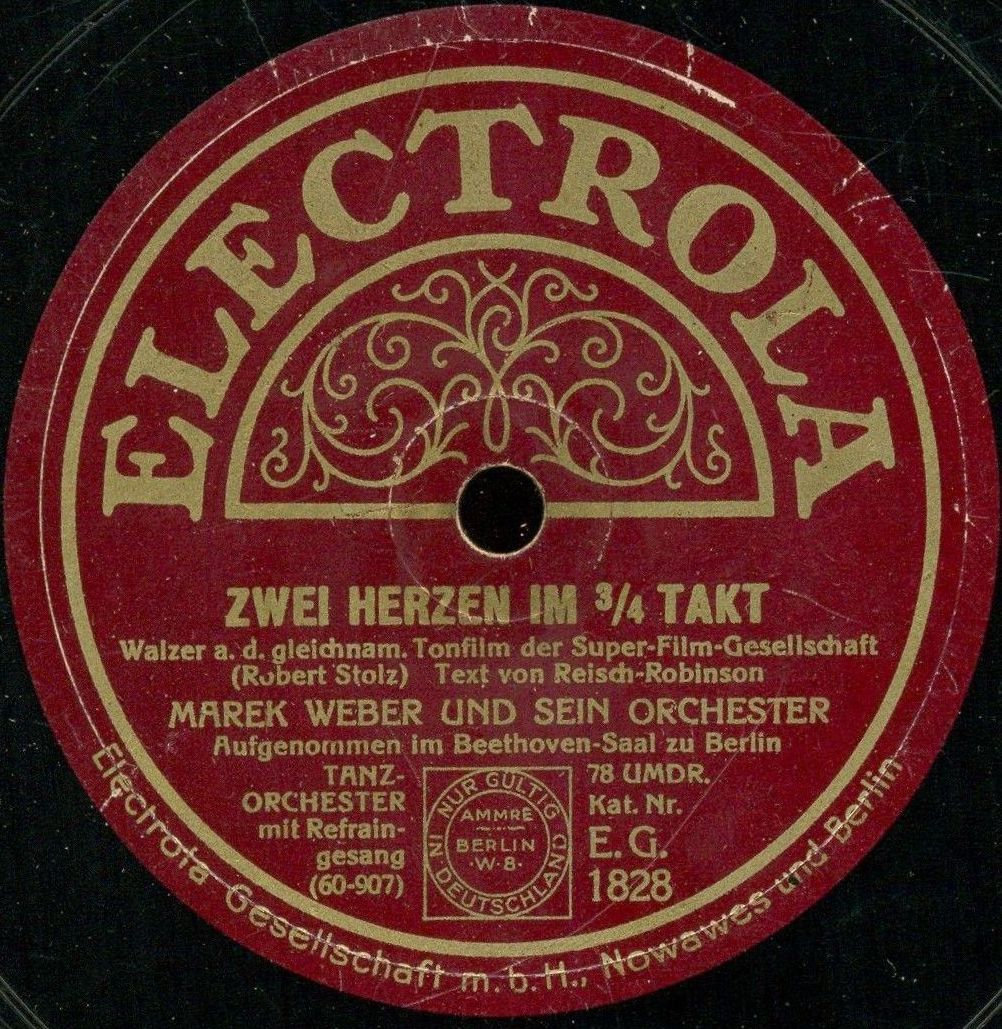 ELECTROLA
ZWEI HERZEN IM 3/4 TAKT
Walzer a. d. gleichnam. Tonfilm der Super-Film-Gesellschaft
(Robert Stolz) Text von Reisch-Robinson
MAREK WEBER UND SEIN ORCHESTER
Aufgenommen im Beethoven-Saal zu Berlin
TANZ-
ORCHESTER
mit Refrain-
gesang
(60-907)
NUR GÜLTIG
IN DEUTSCHLAND
AMMRE
BERLIN
·W·8·
78 UMDR.
Kat. Nr.
E.G.
1828
Electrola Gesellschaft m.b.H., Nowawes und Berlin